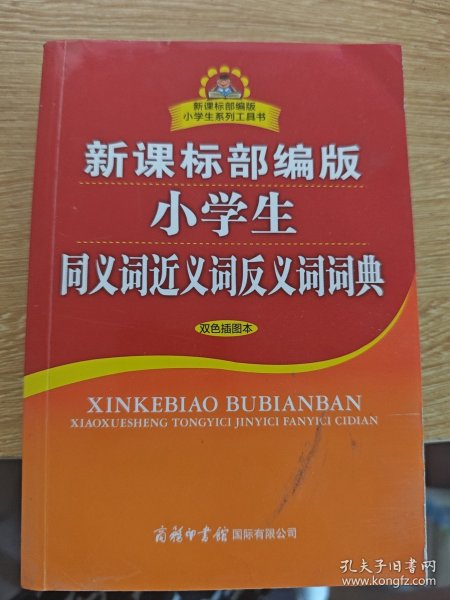 新课标部编版
小学生系列工具书
新课标部编版
小学生
同义词近义词反义词词典
双色插图本
XINKEBIAO BUBIANBAN
XIAOXUESHENG TONGYICI JINYICI FANYICI CIDIAN
商务印书馆国际有限公司
孔夫子旧书网
www.kongfz.com